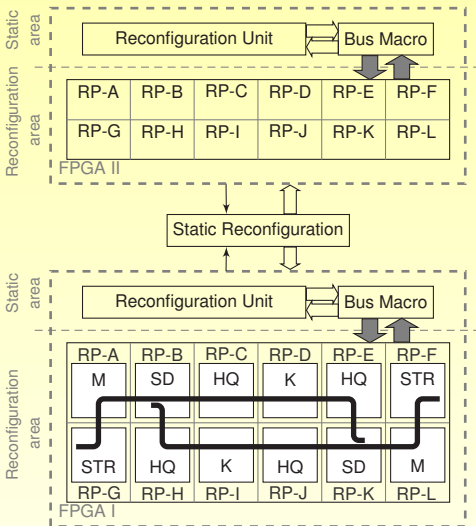 Static area
Reconfiguration Unit
Bus Macro
Reconfiguration area
RP-A RP-B RP-C RP-D RP-E RP-F
RP-G RP-H RP-I RP-J RP-K RP-L
FPGA II
Static Reconfiguration
Static area
Reconfiguration Unit
Bus Macro
Reconfiguration area
RP-A RP-B RP-C RP-D RP-E RP-F
M SD HQ K HQ STR
STR HQ K HQ SD M
RP-G RP-H RP-I RP-J RP-K RP-L
FPGA I